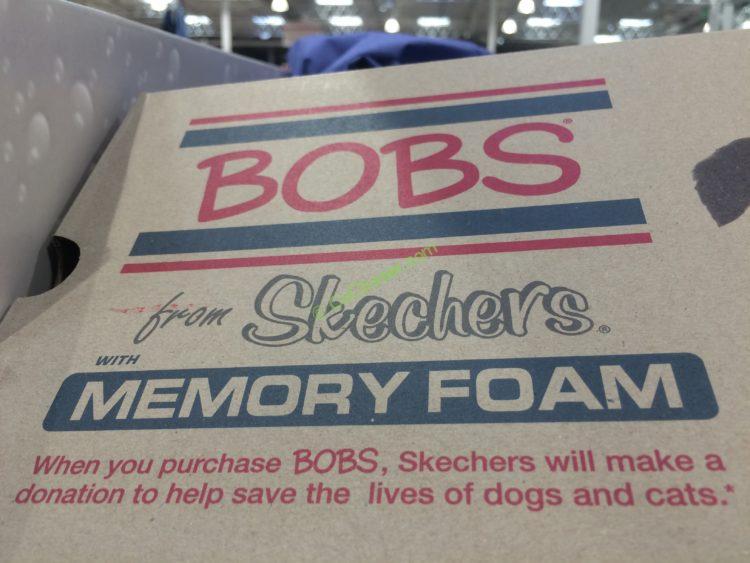 BOBS®
from Skechers®
WITH
MEMORY FOAM
When you purchase BOBS, Skechers will make a
donation to help save the lives of dogs and cats.*